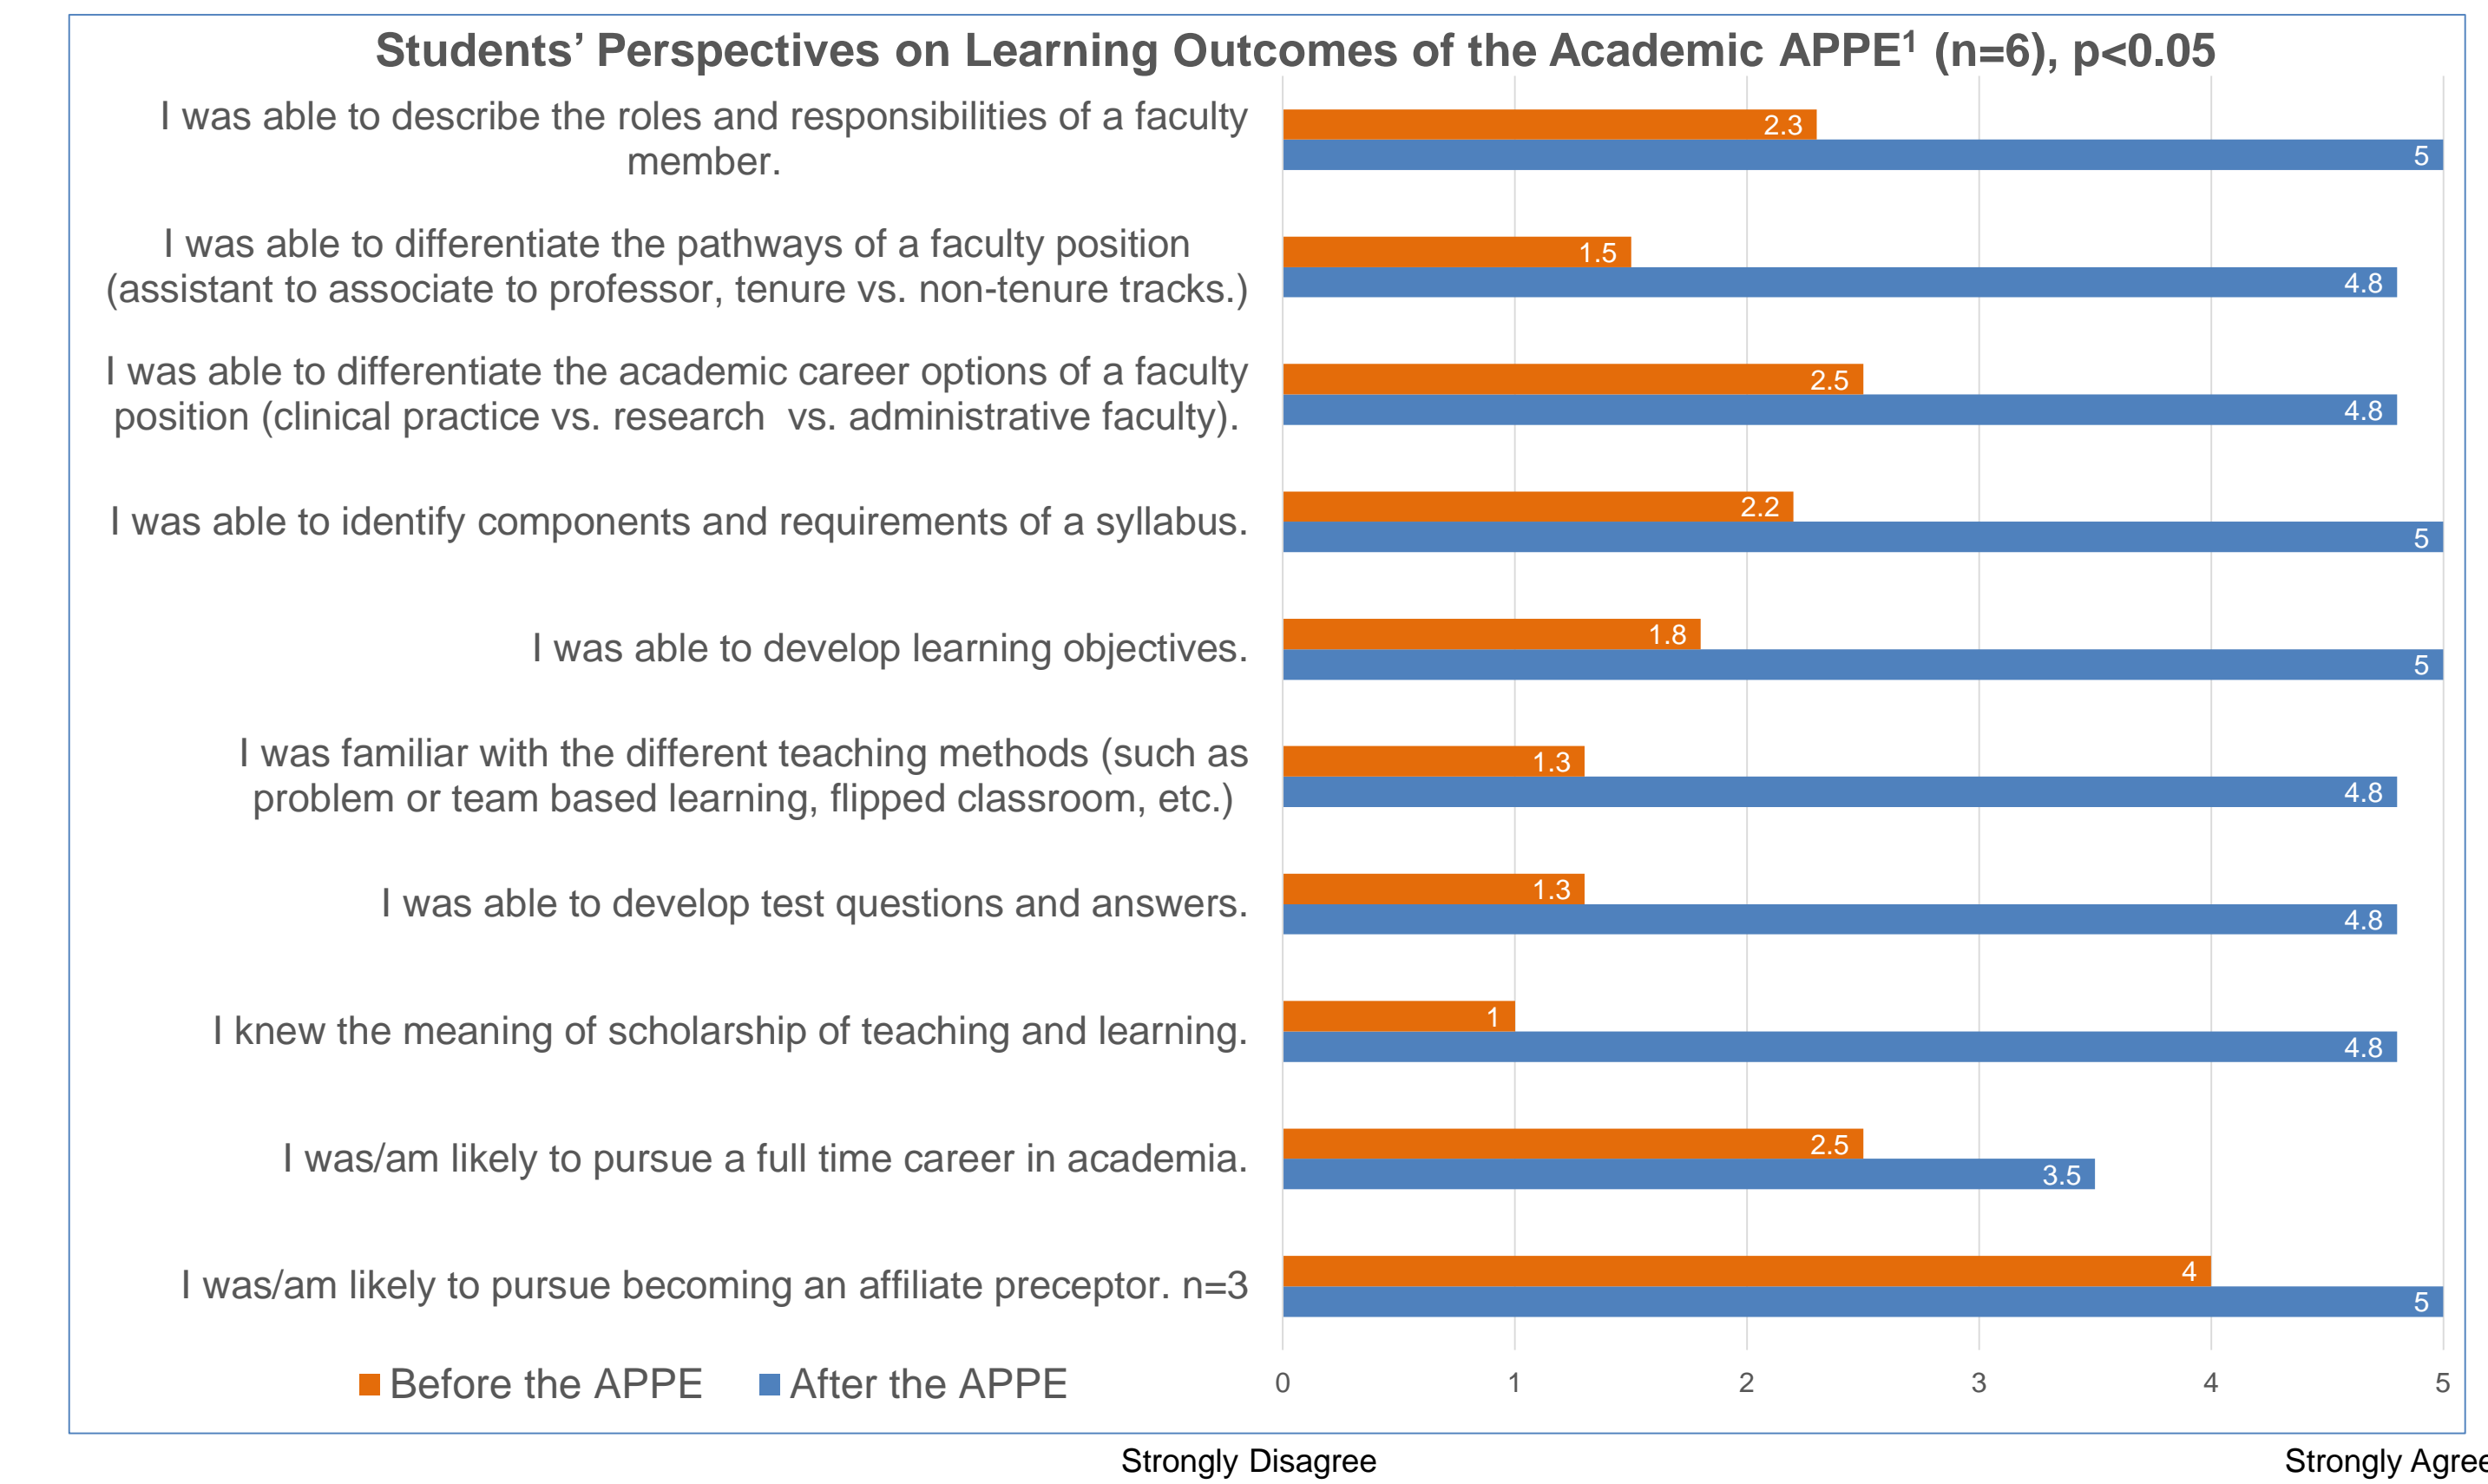 Students’ Perspectives on Learning Outcomes of the Academic APPE¹ (n=6), p<0.05
I was able to describe the roles and responsibilities of a faculty
member.
2.3
5
I was able to differentiate the pathways of a faculty position
(assistant to associate to professor, tenure vs. non-tenure tracks.)
1.5
4.8
I was able to differentiate the academic career options of a faculty
position (clinical practice vs. research  vs. administrative faculty).
2.5
4.8
I was able to identify components and requirements of a syllabus.
2.2
5
I was able to develop learning objectives.
1.8
5
I was familiar with the different teaching methods (such as
problem or team based learning, flipped classroom, etc.)
1.3
4.8
I was able to develop test questions and answers.
1.3
4.8
I knew the meaning of scholarship of teaching and learning.
1
4.8
I was/am likely to pursue a full time career in academia.
2.5
3.5
I was/am likely to pursue becoming an affiliate preceptor. n=3
4
5
Before the APPE After the APPE
0 1 2 3 4 5
Strongly Disagree Strongly Agree